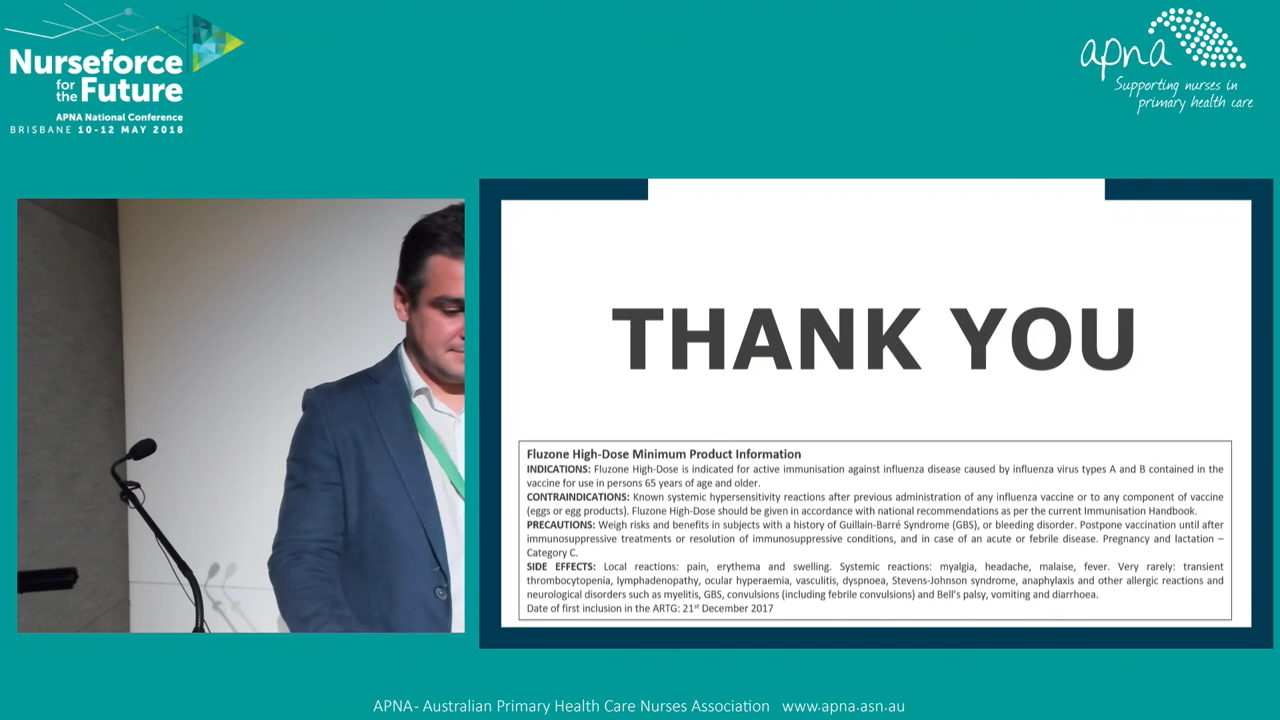 Nurseforce
for the Future
APNA National Conference
BRISBANE 10-12 MAY 2018
apna
Supporting nurses in
primary health care
THANK YOU
Fluzone High-Dose Minimum Product Information
INDICATIONS: Fluzone High-Dose is indicated for active immunisation against influenza disease caused by influenza virus types A and B contained in the
vaccine for use in persons 65 years of age and older.
CONTRAINDICATIONS: Known systemic hypersensitivity reactions after previous administration of any influenza vaccine or to any component of vaccine
(eggs or egg products). Fluzone High-Dose should be given in accordance with national recommendations as per the current Immunisation Handbook.
PRECAUTIONS: Weigh risks and benefits in subjects with a history of Guillain-Barré Syndrome (GBS), or bleeding disorder. Postpone vaccination until after
immunosuppressive treatments or resolution of immunosuppressive conditions, and in case of an acute or febrile disease. Pregnancy and lactation –
Category C.
SIDE EFFECTS: Local reactions: pain, erythema and swelling. Systemic reactions: myalgia, headache, malaise, fever. Very rarely: transient
thrombocytopenia, lymphadenopathy, ocular hyperaemia, vasculitis, dyspnoea, Stevens-Johnson syndrome, anaphylaxis and other allergic reactions and
neurological disorders such as myelitis, GBS, convulsions (including febrile convulsions) and Bell's palsy, vomiting and diarrhoea.
Date of first inclusion in the ARTG: 21st December 2017
APNA- Australian Primary Health Care Nurses Association www.apna.asn.au